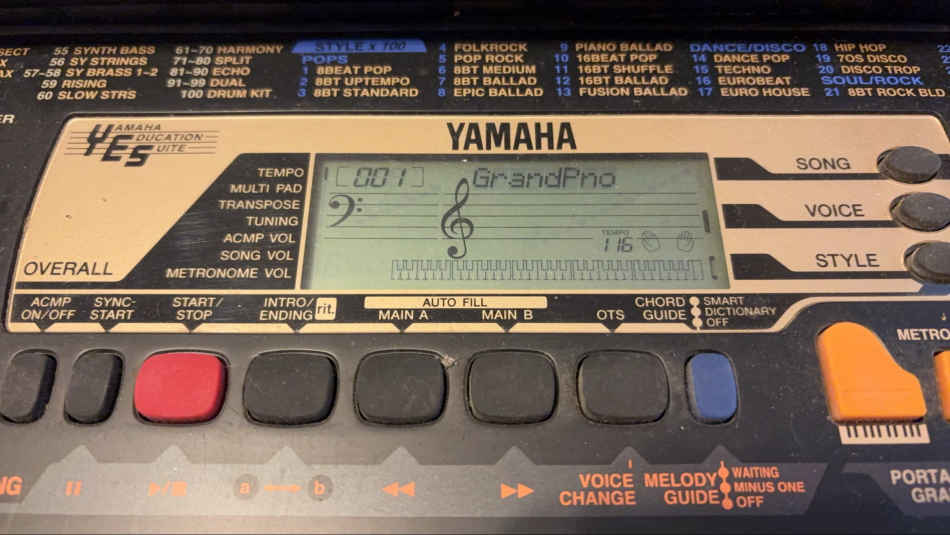 SECT 55 SYNTH BASS 61~70 HARMONY STYLE x 100 4 FOLKROCK 9 PIANO BALLAD DANCE/DISCO 18 HIP HOP
56 SY STRINGS 71~80 SPLIT POPS 5 POP ROCK 10 16BEAT POP 14 DANCE POP 19 70S DISCO
AX 57~58 SY BRASS 1~2 81~90 ECHO 1 8BEAT POP 6 8BT MEDIUM 11 16BT SHUFFLE 15 TECHNO 20 DISCO TROP
59 RISING 91~99 DUAL 2 8BT UPTEMPO 7 8BT BALLAD 12 16BT BALLAD 16 EUROBEAT SOUL/ROCK
60 SLOW STRS 100 DRUM KIT 3 8BT STANDARD 8 EPIC BALLAD 13 FUSION BALLAD 17 EURO HOUSE 21 8BT ROCK BLD
ER
YAMAHA
EDUCATION
SUITE
YAMAHA
TEMPO
MULTI PAD
TRANSPOSE
TUNING
ACMP VOL
SONG VOL
METRONOME VOL
OVERALL
001 GrandPno
TEMPO
116
SONG
VOICE
STYLE
ACMP ON/OFF
SYNC-START
START/STOP
INTRO/ENDING rit.
AUTO FILL
MAIN A MAIN B
OTS
CHORD GUIDE
SMART
DICTIONARY
OFF
METRO
NG
a b
VOICE CHANGE
MELODY GUIDE
WAITING
MINUS ONE
OFF
PORTA
GRA